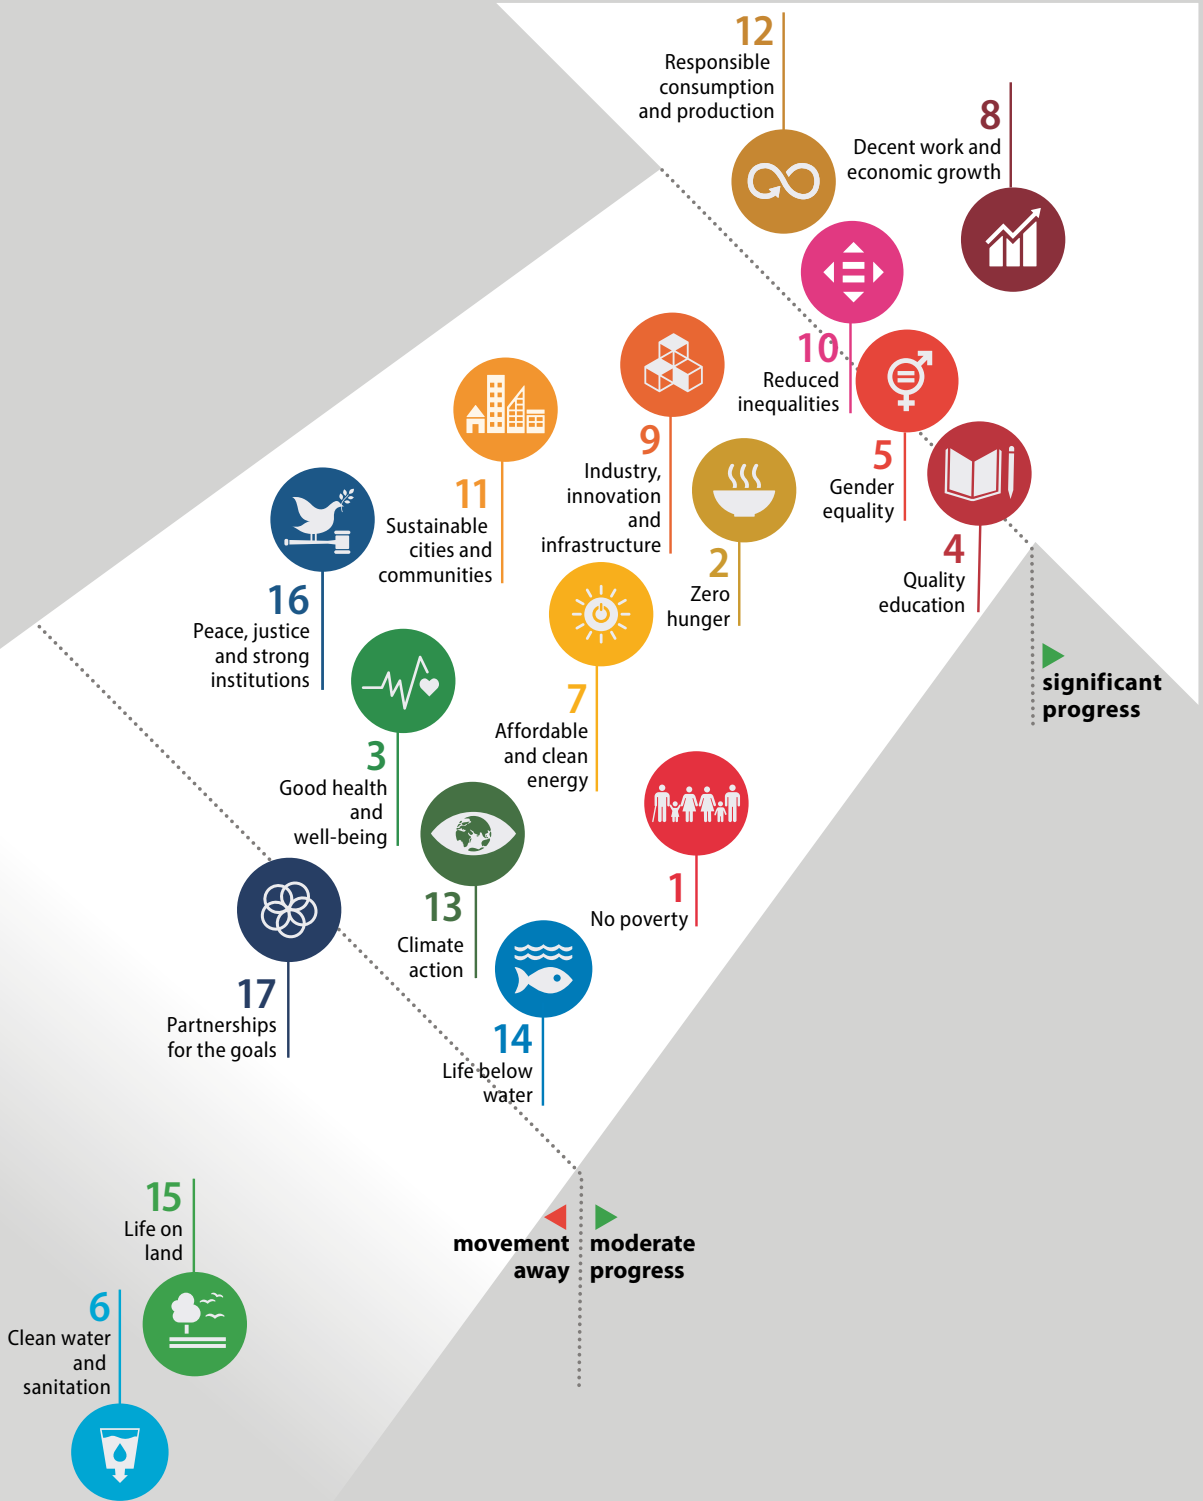 12
Responsible
consumption
and production
8
Decent work and
economic growth
10
Reduced
inequalities
5
Gender
equality
4
Quality
education
9
Industry,
innovation
and
infrastructure
11
Sustainable
cities and
communities
2
Zero
hunger
16
Peace, justice
and strong
institutions
significant
progress
7
Affordable
and clean
energy
3
Good health
and
well-being
1
No poverty
13
Climate
action
17
Partnerships
for the goals
14
Life below
water
15
Life on
land
movement
away
moderate
progress
6
Clean water
and
sanitation